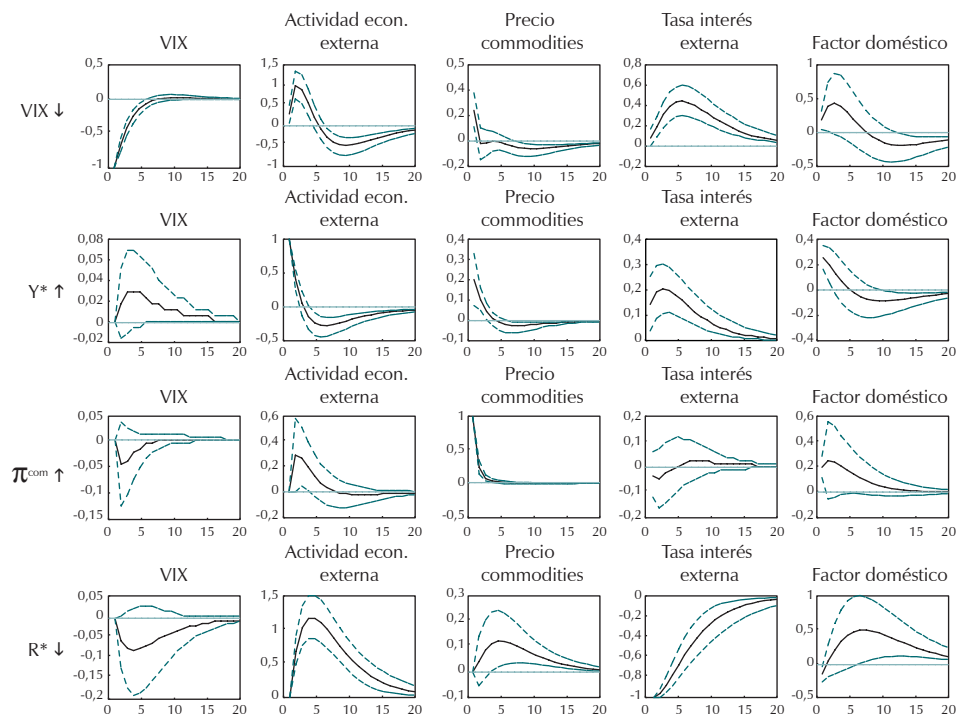 VIX ↓
VIX
0
-0,5
-1
0 5 10 15 20
Actividad econ.
externa
1,5
1
0,5
0
-0,5
-1
0 5 10 15 20
Precio
commodities
0,5
0,4
0,2
0,0
-0,2
0 5 10 15 20
Tasa interés
externa
0,8
0,6
0,4
0,2
0
-0,2
0 5 10 15 20
Factor doméstico
1
0,5
0
-0,5
0 5 10 15 20
Y* ↑
VIX
0,08
0,06
0,04
0,02
0
-0,02
0 5 10 15 20
Actividad econ.
externa
1
0,5
0
-0,5
0 5 10 15 20
Precio
commodities
0,4
0,3
0,2
0,1
0
-0,1
0 5 10 15 20
Tasa interés
externa
0,4
0,3
0,2
0,1
0
0 5 10 15 20
Factor doméstico
0,4
0,2
0
-0,2
-0,4
0 5 10 15 20
π com ↑
VIX
0,05
0
-0,05
-0,1
-0,15
0 5 10 15 20
Actividad econ.
externa
0,6
0,4
0,2
0
-0,2
0 5 10 15 20
Precio
commodities
1
0,5
0
-0,5
0 5 10 15 20
Tasa interés
externa
0,2
0,1
0,0
-0,1
-0,2
0 5 10 15 20
Factor doméstico
0,6
0,4
0,2
0
-0,2
0 5 10 15 20
R* ↓
VIX
0,05
0
-0,05
-0,1
-0,15
-0,2
0 5 10 15 20
Actividad econ.
externa
1,5
1,0
0,5
0
0 5 10 15 20
Precio
commodities
0,3
0,2
0,1
0
-0,1
0 5 10 15 20
Tasa interés
externa
0
-0,2
-0,4
-0,6
-0,8
-1
0 5 10 15 20
Factor doméstico
1
0,5
0
-0,5
0 5 10 15 20